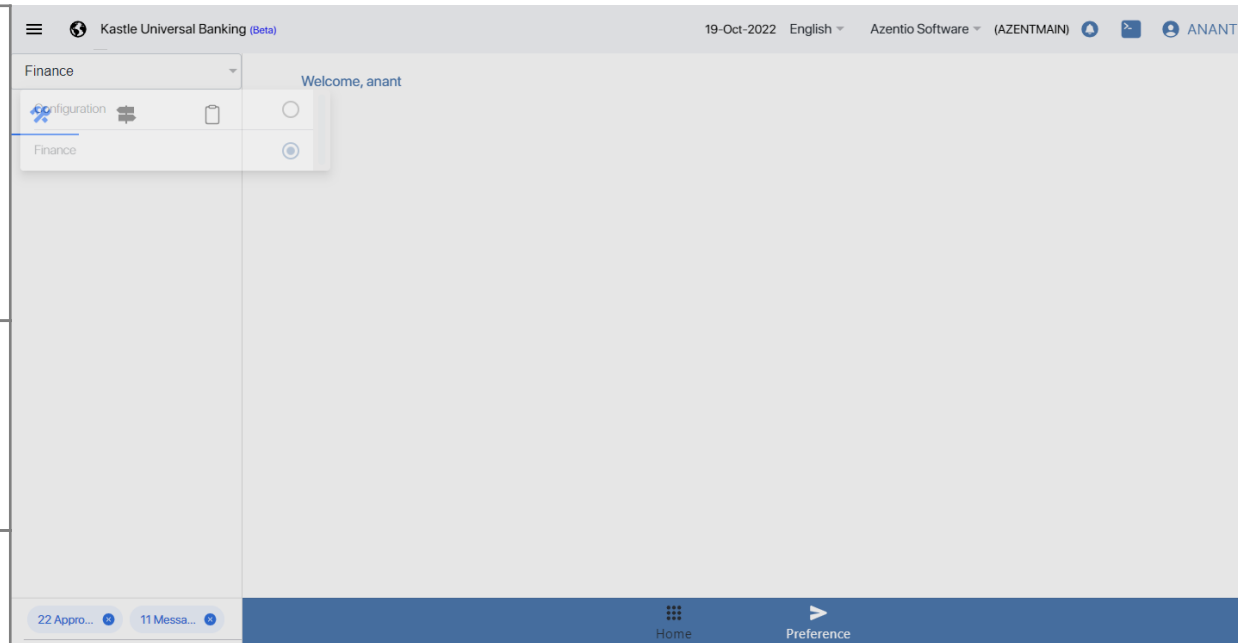 Kastle Universal Banking (Beta) 19-Oct-2022 English Azentio Software (AZENTMAIN) ANANT
Finance
Welcome, anant
Configuration
Finance
22 Appro... 11 Messa...
Home Preference